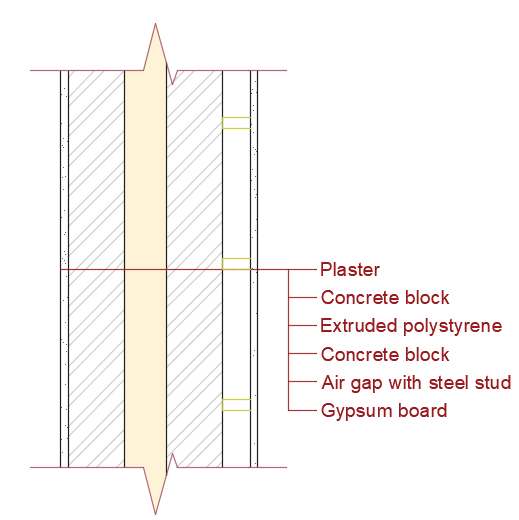 Plaster
Concrete block
Extruded polystyrene
Concrete block
Air gap with steel stud
Gypsum board